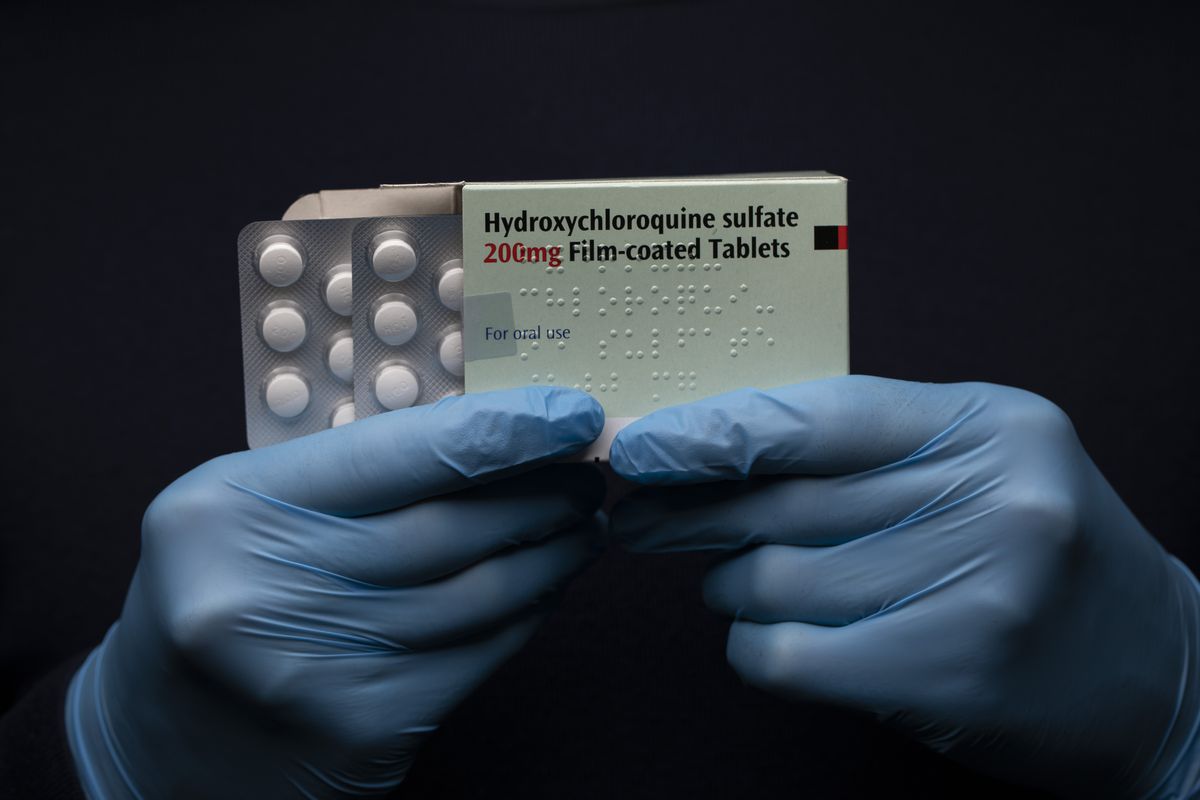 Hydroxychloroquine sulfate
200mg Film-coated Tablets
For oral use